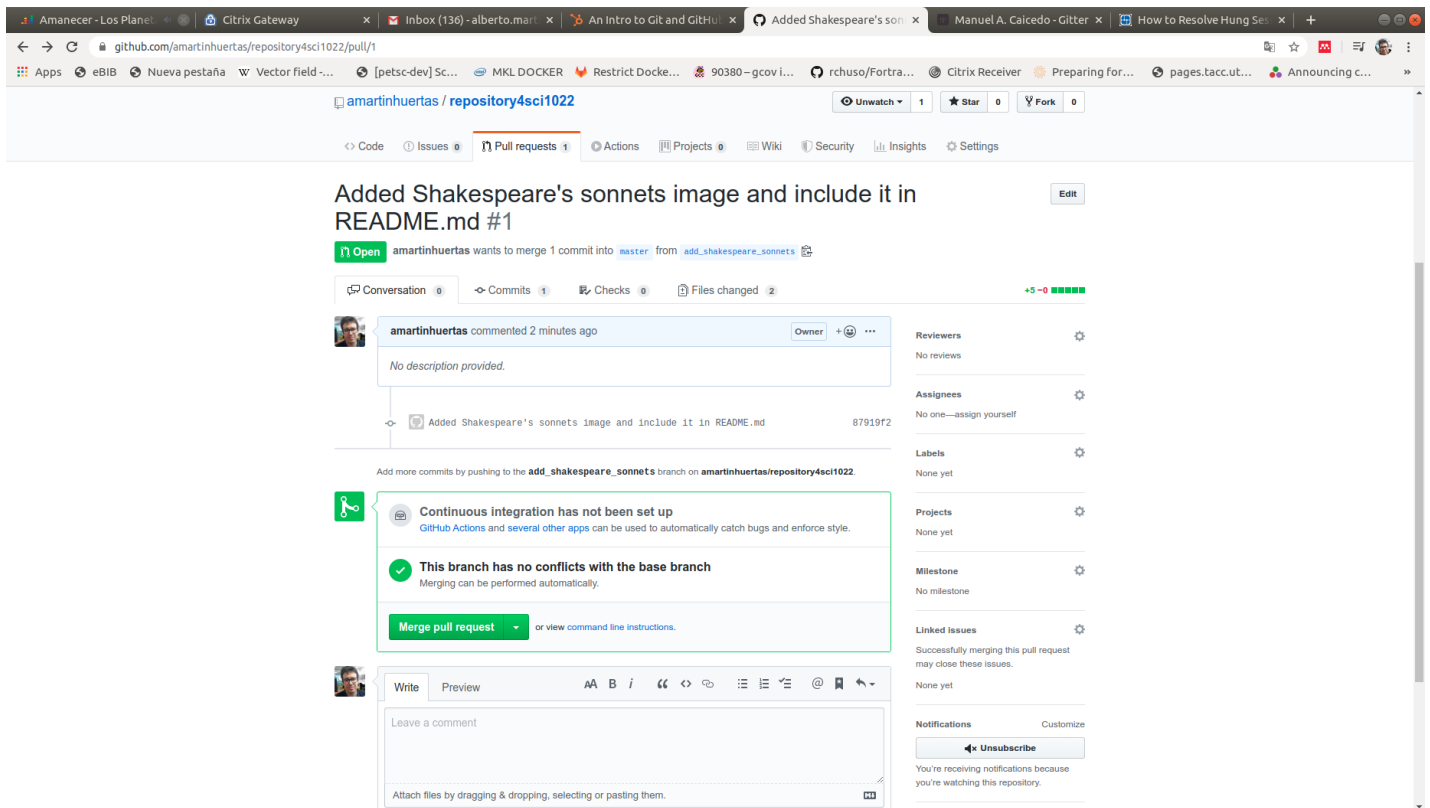 Amanecer - Los Planet
Citrix Gateway
Inbox (136) - alberto.mart
An Intro to Git and GitHub
Added Shakespeare's son
Manuel A. Caicedo - Gitter
How to Resolve Hung Ses
github.com/amartinhuertas/repository4sci1022/pull/1
Apps eBIB Nueva pestaña Vector field -... [petsc-dev] Sc... MKL DOCKER Restrict Docke... 90380 – gcov i... rchuso/Fortra... Citrix Receiver Preparing for... pages.tacc.ut... Announcing c... »
amartinhuertas / repository4sci1022
Unwatch 1 Star 0 Fork 0
Code Issues 0 Pull requests 1 Actions Projects 0 Wiki Security Insights Settings
Added Shakespeare's sonnets image and include it in
README.md #1
Edit
Open amartinhuertas wants to merge 1 commit into master from add_shakespeare_sonnets
Conversation 0 Commits 1 Checks 0 Files changed 2 +5 −0
amartinhuertas commented 2 minutes ago Owner
No description provided.
Added Shakespeare's sonnets image and include it in README.md 87919f2
Add more commits by pushing to the add_shakespeare_sonnets branch on amartinhuertas/repository4sci1022.
Continuous integration has not been set up
GitHub Actions and several other apps can be used to automatically catch bugs and enforce style.
This branch has no conflicts with the base branch
Merging can be performed automatically.
Merge pull request or view command line instructions.
Write Preview AA B i
Leave a comment
Attach files by dragging & dropping, selecting or pasting them.
Reviewers
No reviews
Assignees
No one—assign yourself
Labels
None yet
Projects
None yet
Milestone
No milestone
Linked issues
Successfully merging this pull request
may close these issues.
None yet
Notifications Customize
Unsubscribe
You're receiving notifications because
you're watching this repository.